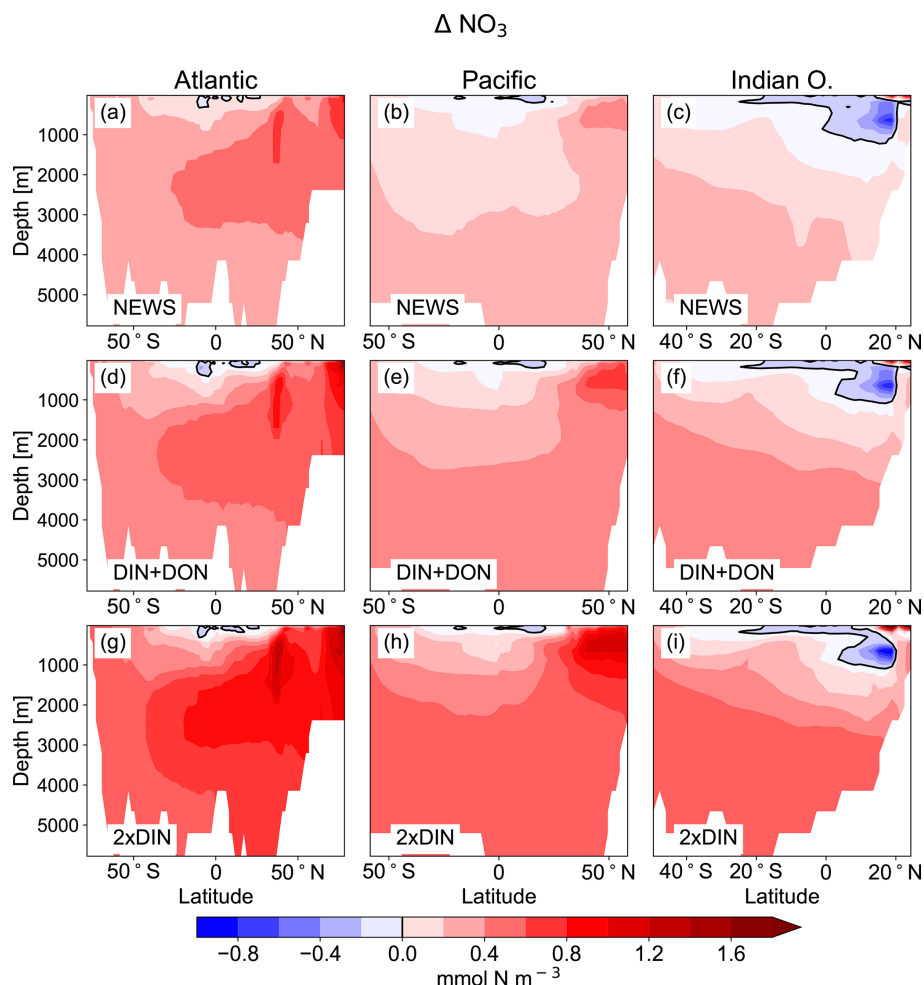 Δ NO₃
Atlantic Pacific Indian O.
(a) (b) (c)
Depth [m]
1000
2000
3000
4000
5000
NEWS NEWS NEWS
50°S 0 50°N 50°S 0 50°N 40°S 20°S 0 20°N
(d) (e) (f)
Depth [m]
1000
2000
3000
4000
5000
DIN+DON DIN+DON DIN+DON
50°S 0 50°N 50°S 0 50°N 40°S 20°S 0 20°N
(g) (h) (i)
Depth [m]
1000
2000
3000
4000
5000
2xDIN 2xDIN 2xDIN
50°S 0 50°N 50°S 0 50°N 40°S 20°S 0 20°N
Latitude Latitude Latitude
−0.8 −0.4 0.0 0.4 0.8 1.2 1.6
mmol N m⁻³